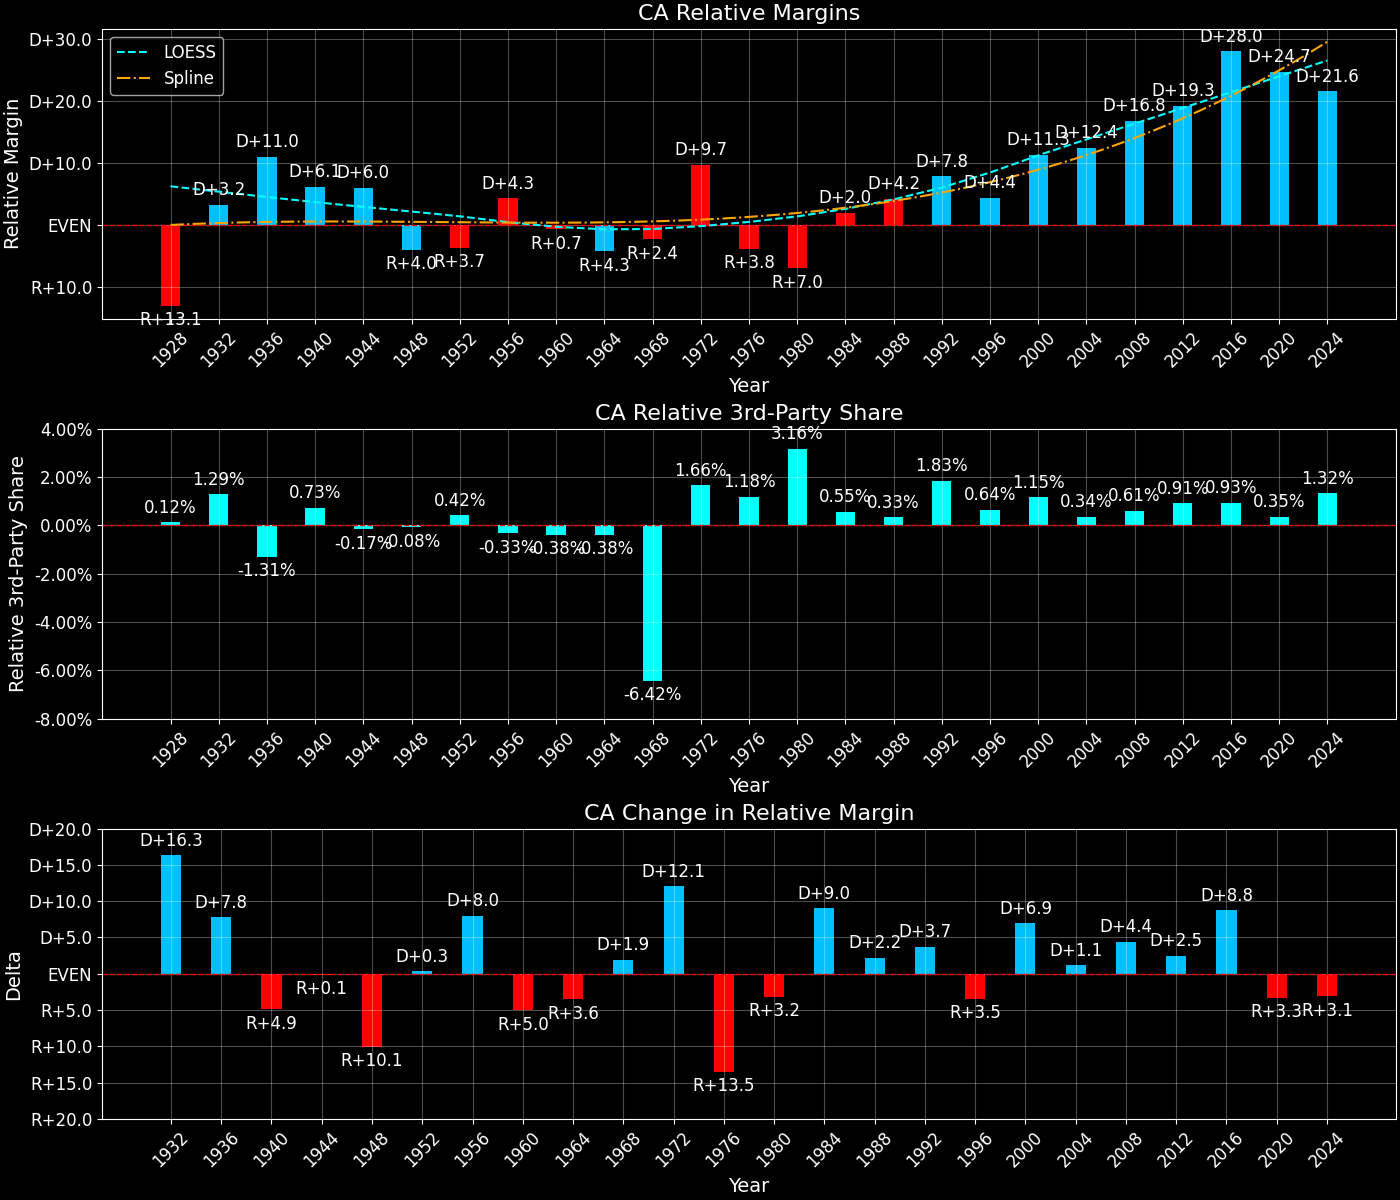 CA Relative Margins
Relative Margin
D+30.0
D+20.0
D+10.0
EVEN
R+10.0
LOESS
Spline
R+13.1
D+3.2
D+11.0
D+6.1
D+6.0
R+4.0
R+3.7
D+4.3
R+0.7
R+4.3
R+2.4
D+9.7
R+3.8
R+7.0
D+2.0
D+4.2
D+7.8
D+4.4
D+11.3
D+12.4
D+16.8
D+19.3
D+28.0
D+24.7
D+21.6
1928 1932 1936 1940 1944 1948 1952 1956 1960 1964 1968 1972 1976 1980 1984 1988 1992 1996 2000 2004 2008 2012 2016 2020 2024
Year
CA Relative 3rd-Party Share
Relative 3rd-Party Share
4.00%
2.00%
0.00%
-2.00%
-4.00%
-6.00%
-8.00%
0.12%
1.29%
-1.31%
0.73%
-0.17%
-0.08%
0.42%
-0.33%
-0.38%
-0.38%
-6.42%
1.66%
1.18%
3.16%
0.55%
0.33%
1.83%
0.64%
1.15%
0.34%
0.61%
0.91%
0.93%
0.35%
1.32%
1928 1932 1936 1940 1944 1948 1952 1956 1960 1964 1968 1972 1976 1980 1984 1988 1992 1996 2000 2004 2008 2012 2016 2020 2024
Year
CA Change in Relative Margin
Delta
D+20.0
D+15.0
D+10.0
D+5.0
EVEN
R+5.0
R+10.0
R+15.0
R+20.0
D+16.3
D+7.8
R+4.9
R+0.1
R+10.1
D+0.3
D+8.0
R+5.0
R+3.6
D+1.9
D+12.1
R+13.5
R+3.2
D+9.0
D+2.2
D+3.7
R+3.5
D+6.9
D+1.1
D+4.4
D+2.5
D+8.8
R+3.3
R+3.1
1932 1936 1940 1944 1948 1952 1956 1960 1964 1968 1972 1976 1980 1984 1988 1992 1996 2000 2004 2008 2012 2016 2020 2024
Year